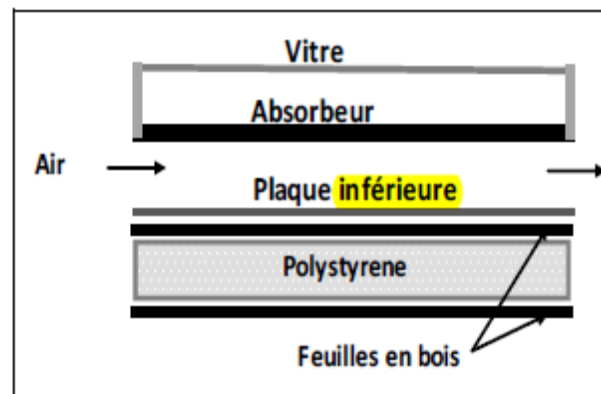 Vitre
Absorbeur
Air
Plaque inférieure
Polystyrene
Feuilles en bois